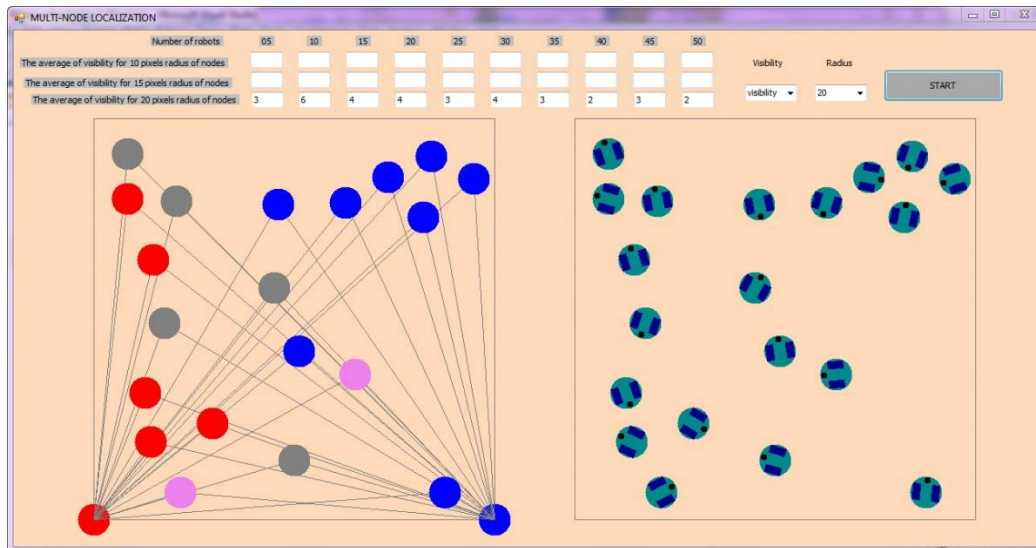 MULTI-NODE LOCALIZATION
Number of robots 05 10 15 20 25 30 35 40 45 50
The average of visibility for 10 pixels radius of nodes
Visibility Radius
The average of visibility for 15 pixels radius of nodes
The average of visibility for 20 pixels radius of nodes 3 6 4 4 3 4 3 2 3 2
visibility 20 START